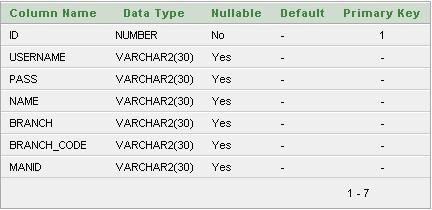 Column Name Data Type Nullable Default Primary Key
ID NUMBER No - 1
USERNAME VARCHAR2(30) Yes - -
PASS VARCHAR2(30) Yes - -
NAME VARCHAR2(30) Yes - -
BRANCH VARCHAR2(30) Yes - -
BRANCH_CODE VARCHAR2(30) Yes - -
MANID VARCHAR2(30) Yes - -
1 - 7